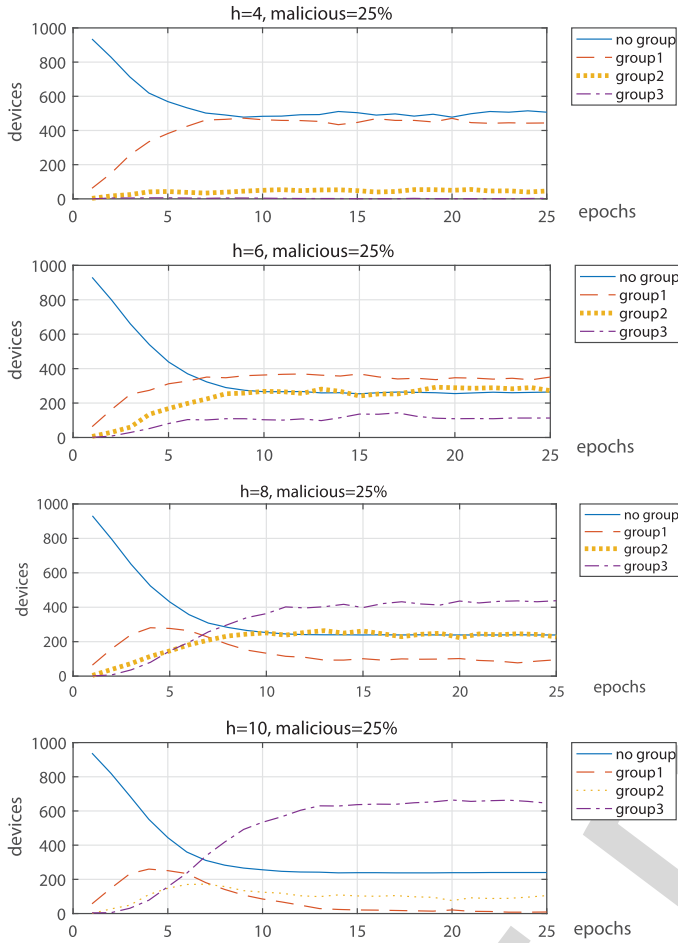 h=4, malicious=25%
1000
800
600
400
200
0
devices
0 5 10 15 20 25
epochs
no group
group1
group2
group3
h=6, malicious=25%
1000
800
600
400
200
0
devices
0 5 10 15 20 25
epochs
no group
group1
group2
group3
h=8, malicious=25%
1000
800
600
400
200
0
devices
0 5 10 15 20 25
epochs
no group
group1
group2
group3
h=10, malicious=25%
1000
800
600
400
200
0
devices
0 5 10 15 20 25
epochs
no group
group1
group2
group3